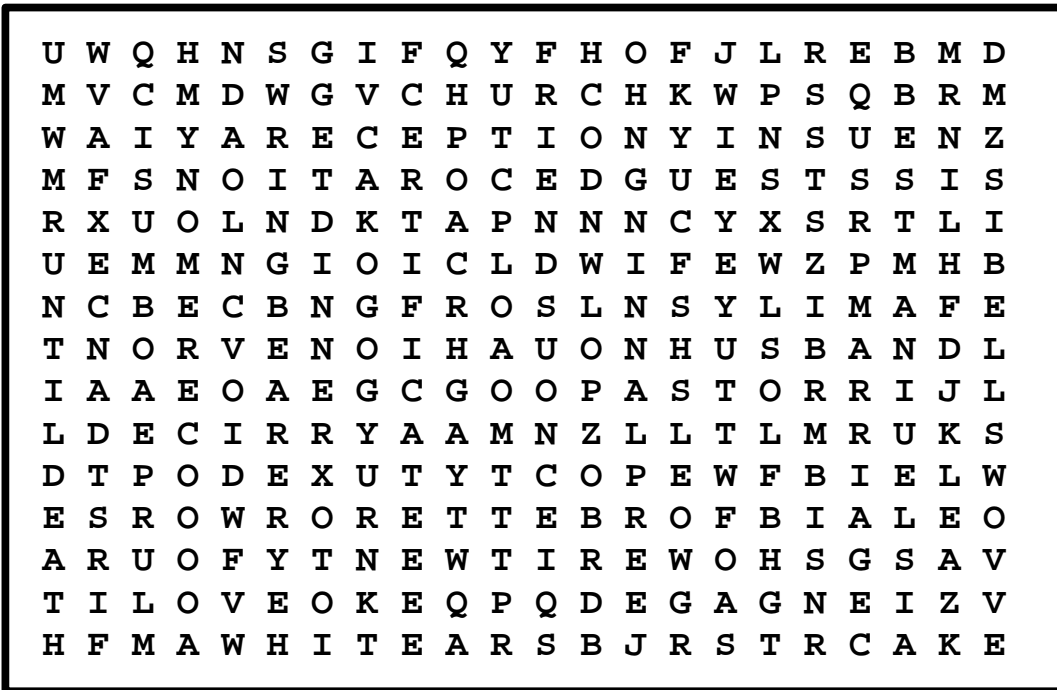 U W Q H N S G I F Q Y F H O F J L R E B M D
M V C M D W G V C H U R C H K W P S Q B R M
W A I Y A R E C E P T I O N Y I N S U E N Z
M F S N O I T A R O C E D G U E S T S S I S
R X U O L N D K T A P N N N C Y X S R T L I
U E M M N G I O I C L D W I F E W Z P M H B
N C B E C B N G F R O S L N S Y L I M A F E
T N O R V E N O I H A U O N H U S B A N D L
I A A E O A E G C G O O P A S T O R R I J L
L D E C I R R Y A A M N Z L L T L M R U K S
D T P O D E X U T Y T C O P E W F B I E L W
E S R O W R O R E T T E B R O F B I A L E O
A R U O F Y T N E W T I R E W O H S G S A V
T I L O V E O K E Q P Q D E G A G N E I Z V
H F M A W H I T E A R S B J R S T R C A K E